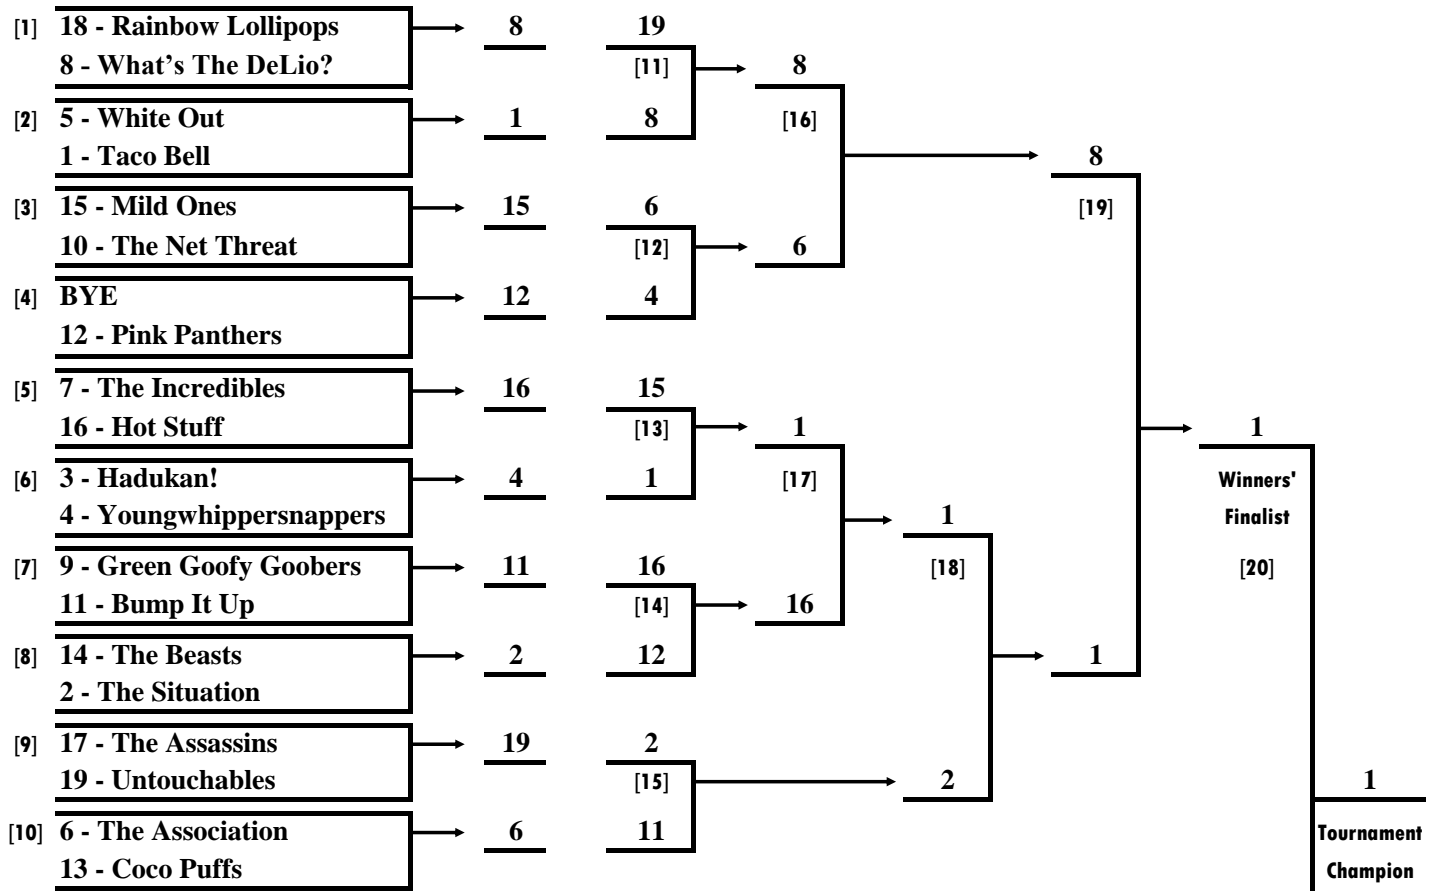 [1] 18 - Rainbow Lollipops 8 19
8 - What's The DeLio? [11] 8
[2] 5 - White Out 1 8 [16]
1 - Taco Bell 8
[3] 15 - Mild Ones 15 6 [19]
10 - The Net Threat [12] 6
[4] BYE 12 4
12 - Pink Panthers
[5] 7 - The Incredibles 16 15
16 - Hot Stuff [13] 1 1
[6] 3 - Hadukan! 4 1 [17] Winners'
4 - Youngwhippersnappers 1 Finalist
[7] 9 - Green Goofy Goobers 11 16 [18] [20]
11 - Bump It Up [14] 16
[8] 14 - The Beasts 2 12 1
2 - The Situation
[9] 17 - The Assassins 19 2
19 - Untouchables [15] 2 1
[10] 6 - The Association 6 11 Tournament
13 - Coco Puffs Champion